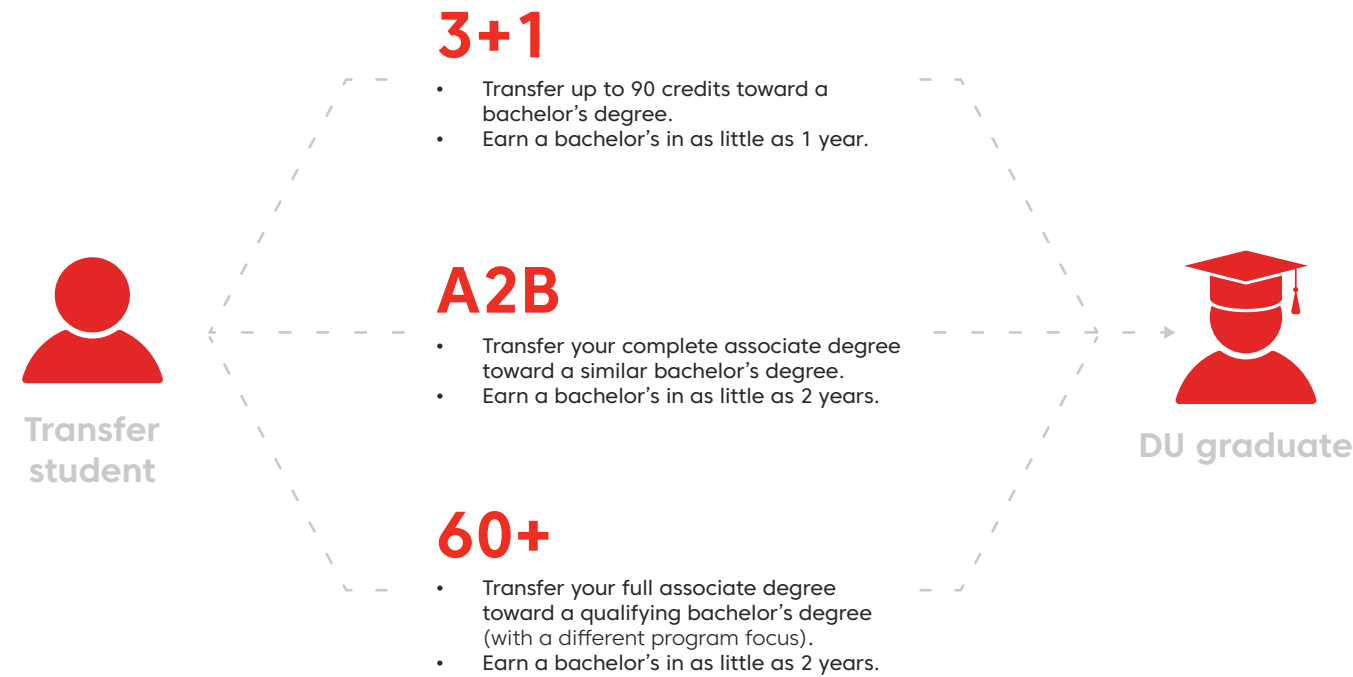 3+1
• Transfer up to 90 credits toward a
bachelor’s degree.
• Earn a bachelor’s in as little as 1 year.
A2B
• Transfer your complete associate degree
toward a similar bachelor’s degree.
• Earn a bachelor’s in as little as 2 years.
Transfer
student
DU graduate
60+
• Transfer your full associate degree
toward a qualifying bachelor’s degree
(with a different program focus).
• Earn a bachelor’s in as little as 2 years.